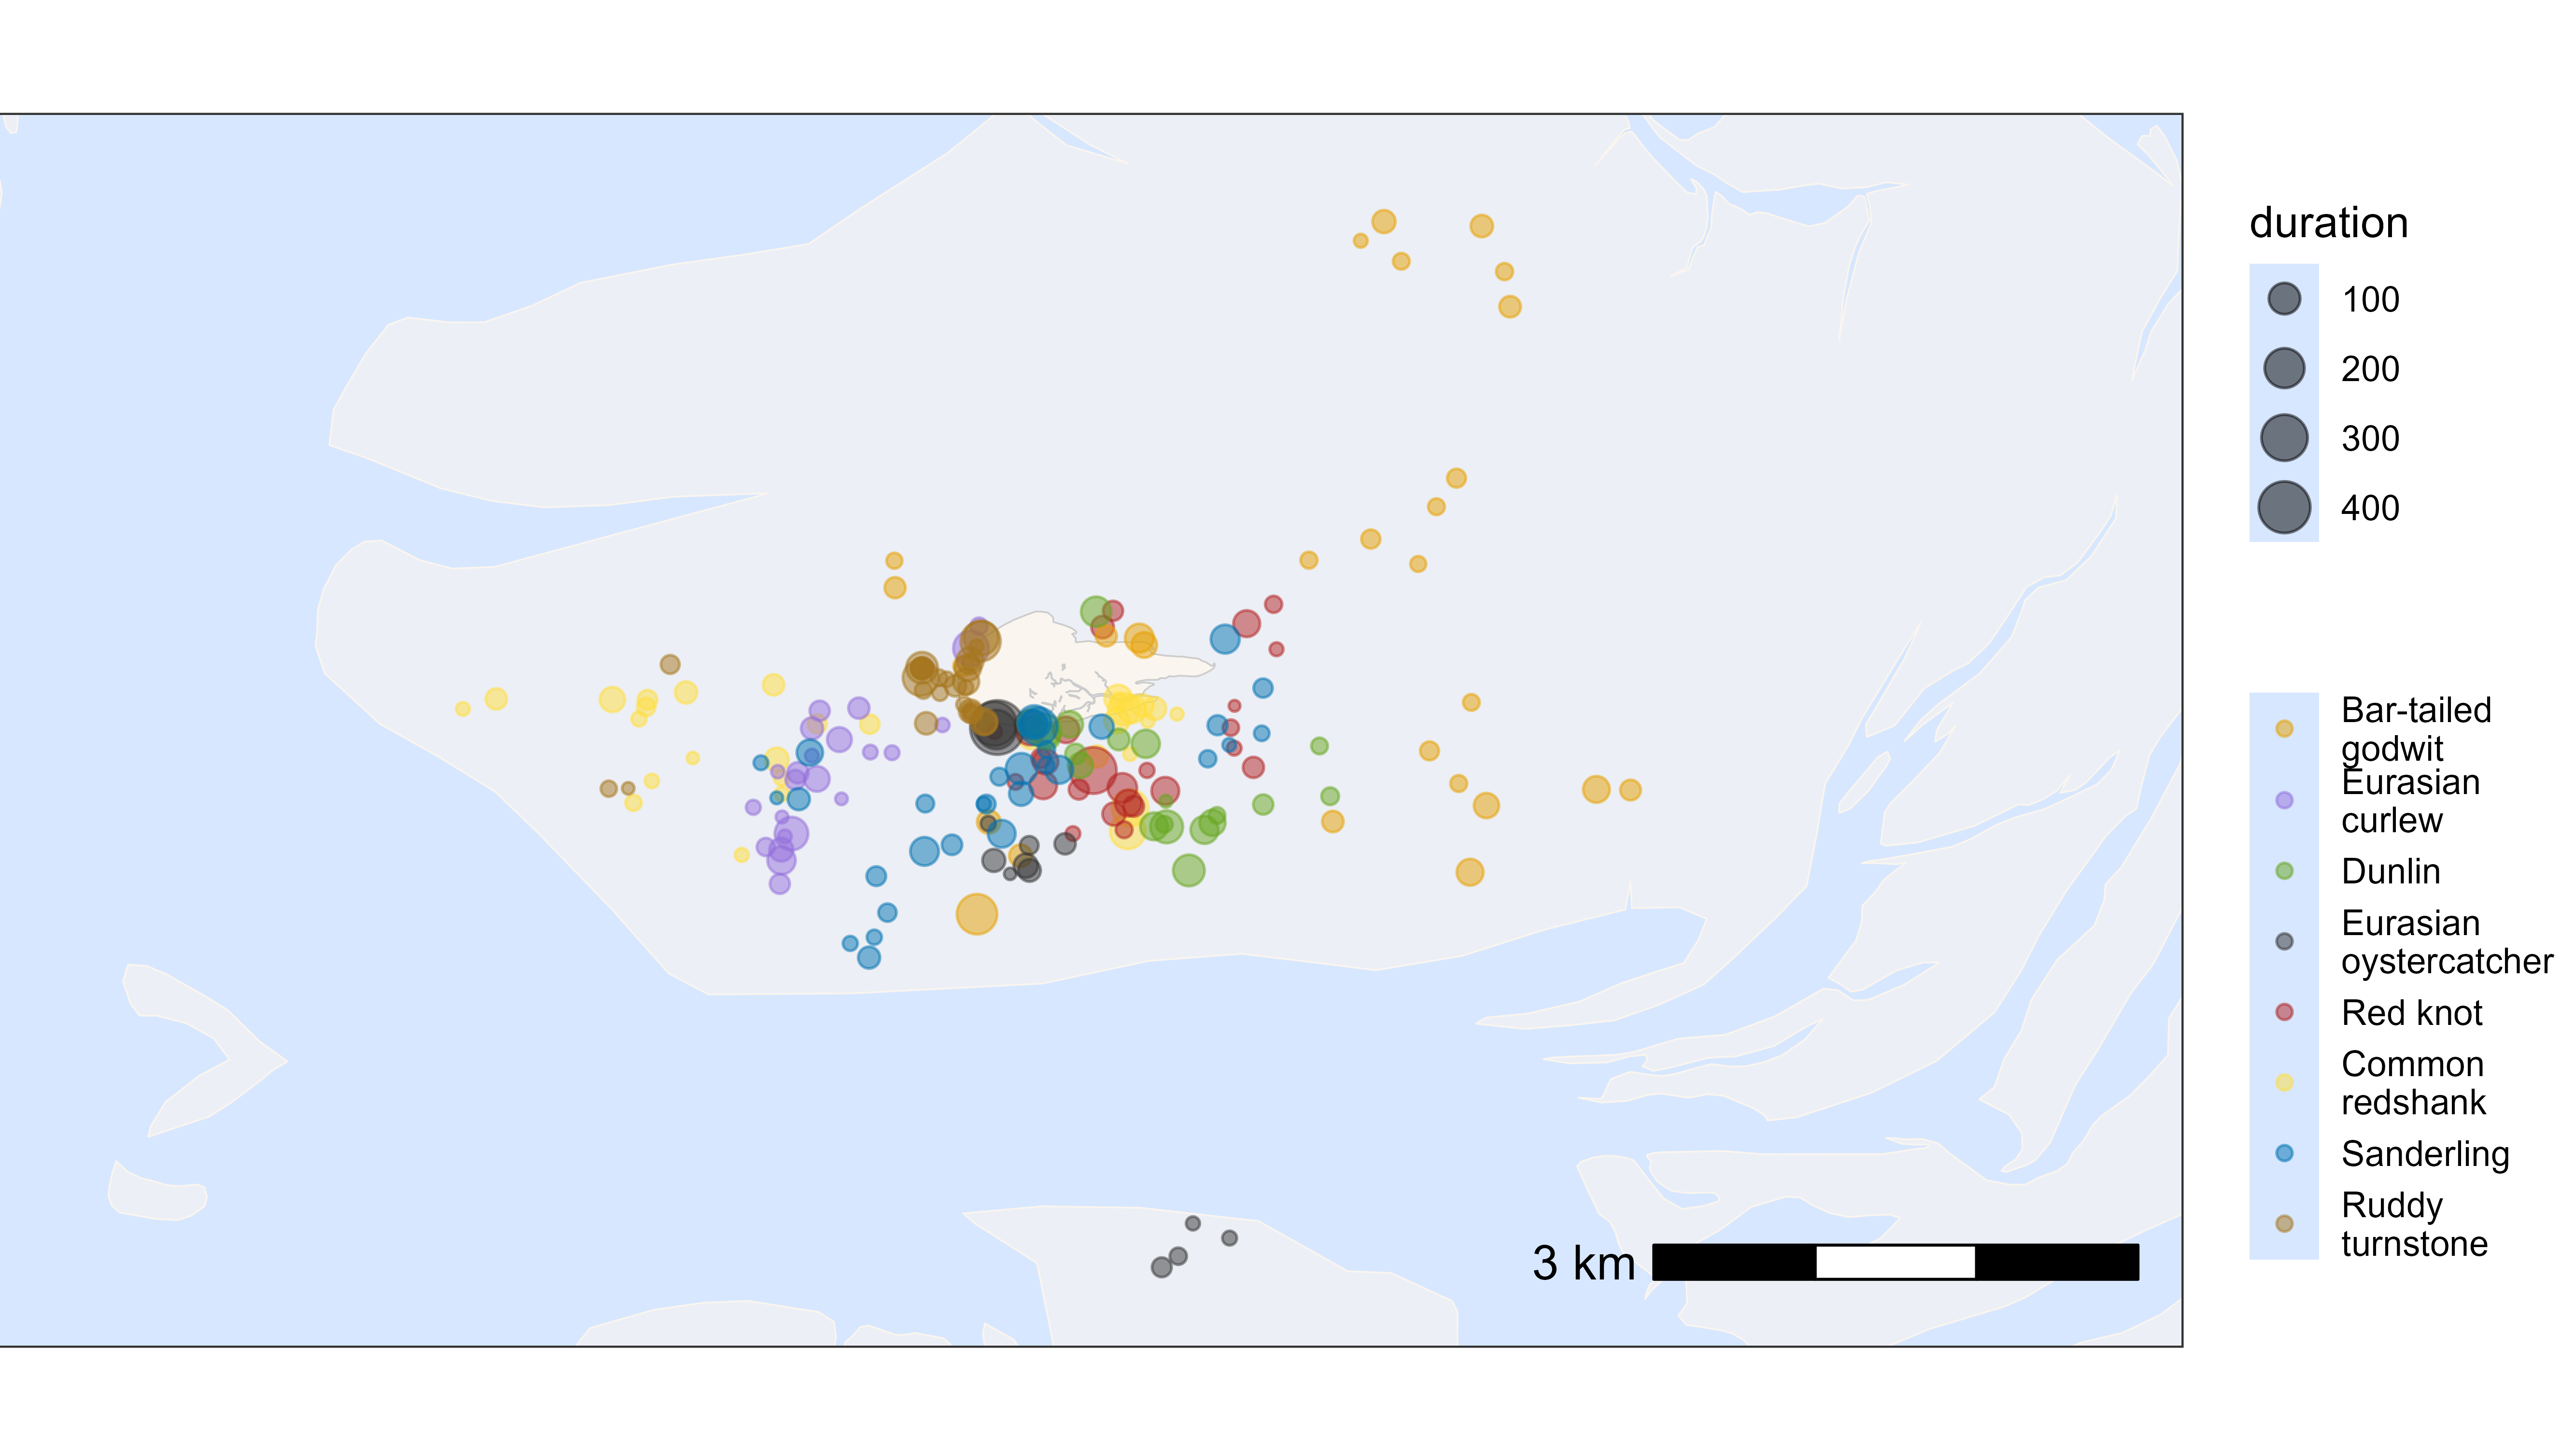 duration
100
200
300
400
Bar-tailed
godwit
Eurasian
curlew
Dunlin
Eurasian
oystercatcher
Red knot
Common
redshank
Sanderling
Ruddy
turnstone
3 km